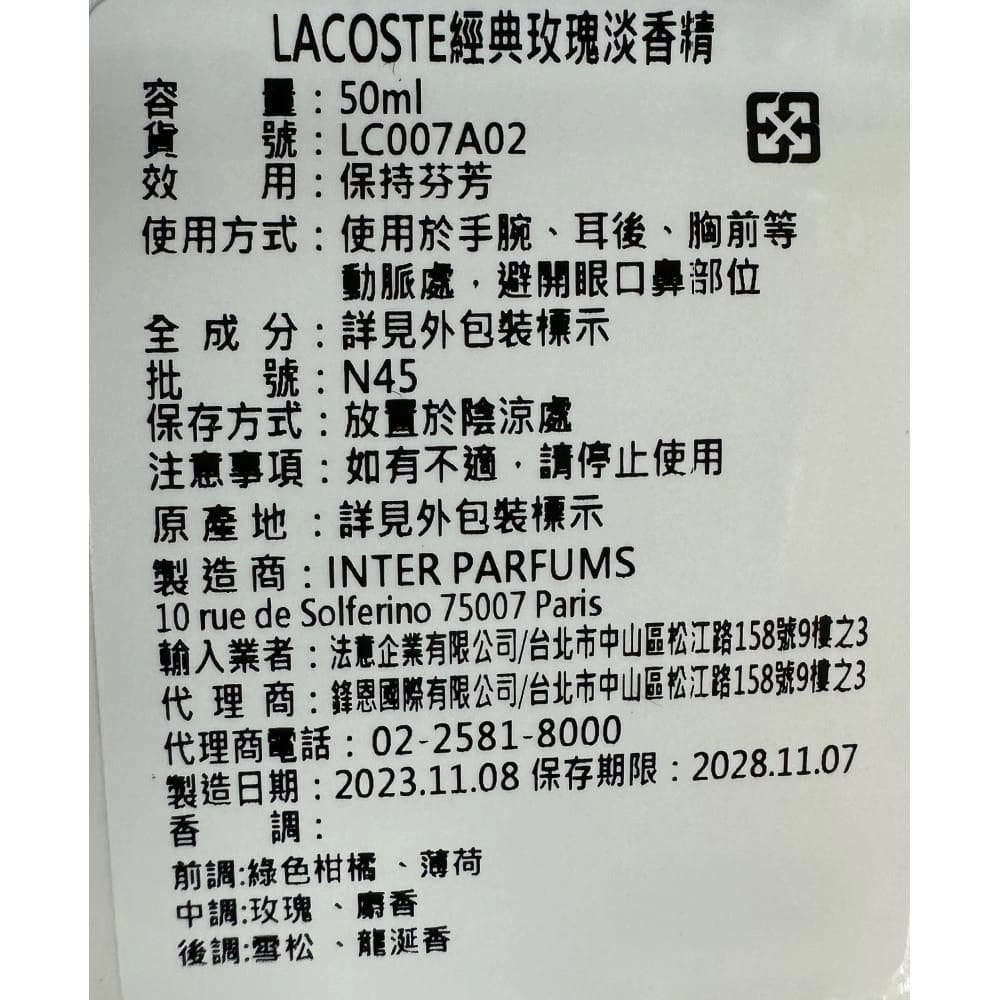 LACOSTE經典玫瑰淡香精
容量：50ml
貨號：LC007A02
效用：保持芬芳
使用方式：使用於手腕、耳後、胸前等
動脈處，避開眼口鼻部位
全成分：詳見外包裝標示
批號：N45
保存方式：放置於陰涼處
注意事項：如有不適，請停止使用
原產地：詳見外包裝標示
製造商：INTER PARFUMS
10 rue de Solferino 75007 Paris
輸入業者：法意企業有限公司/台北市中山區松江路158號9樓之3
代理商：鋒恩國際有限公司/台北市中山區松江路158號9樓之3
代理商電話：02-2581-8000
製造日期：2023.11.08 保存期限：2028.11.07
香調：
前調:綠色柑橘、薄荷
中調:玫瑰、麝香
後調:雪松、龍涎香